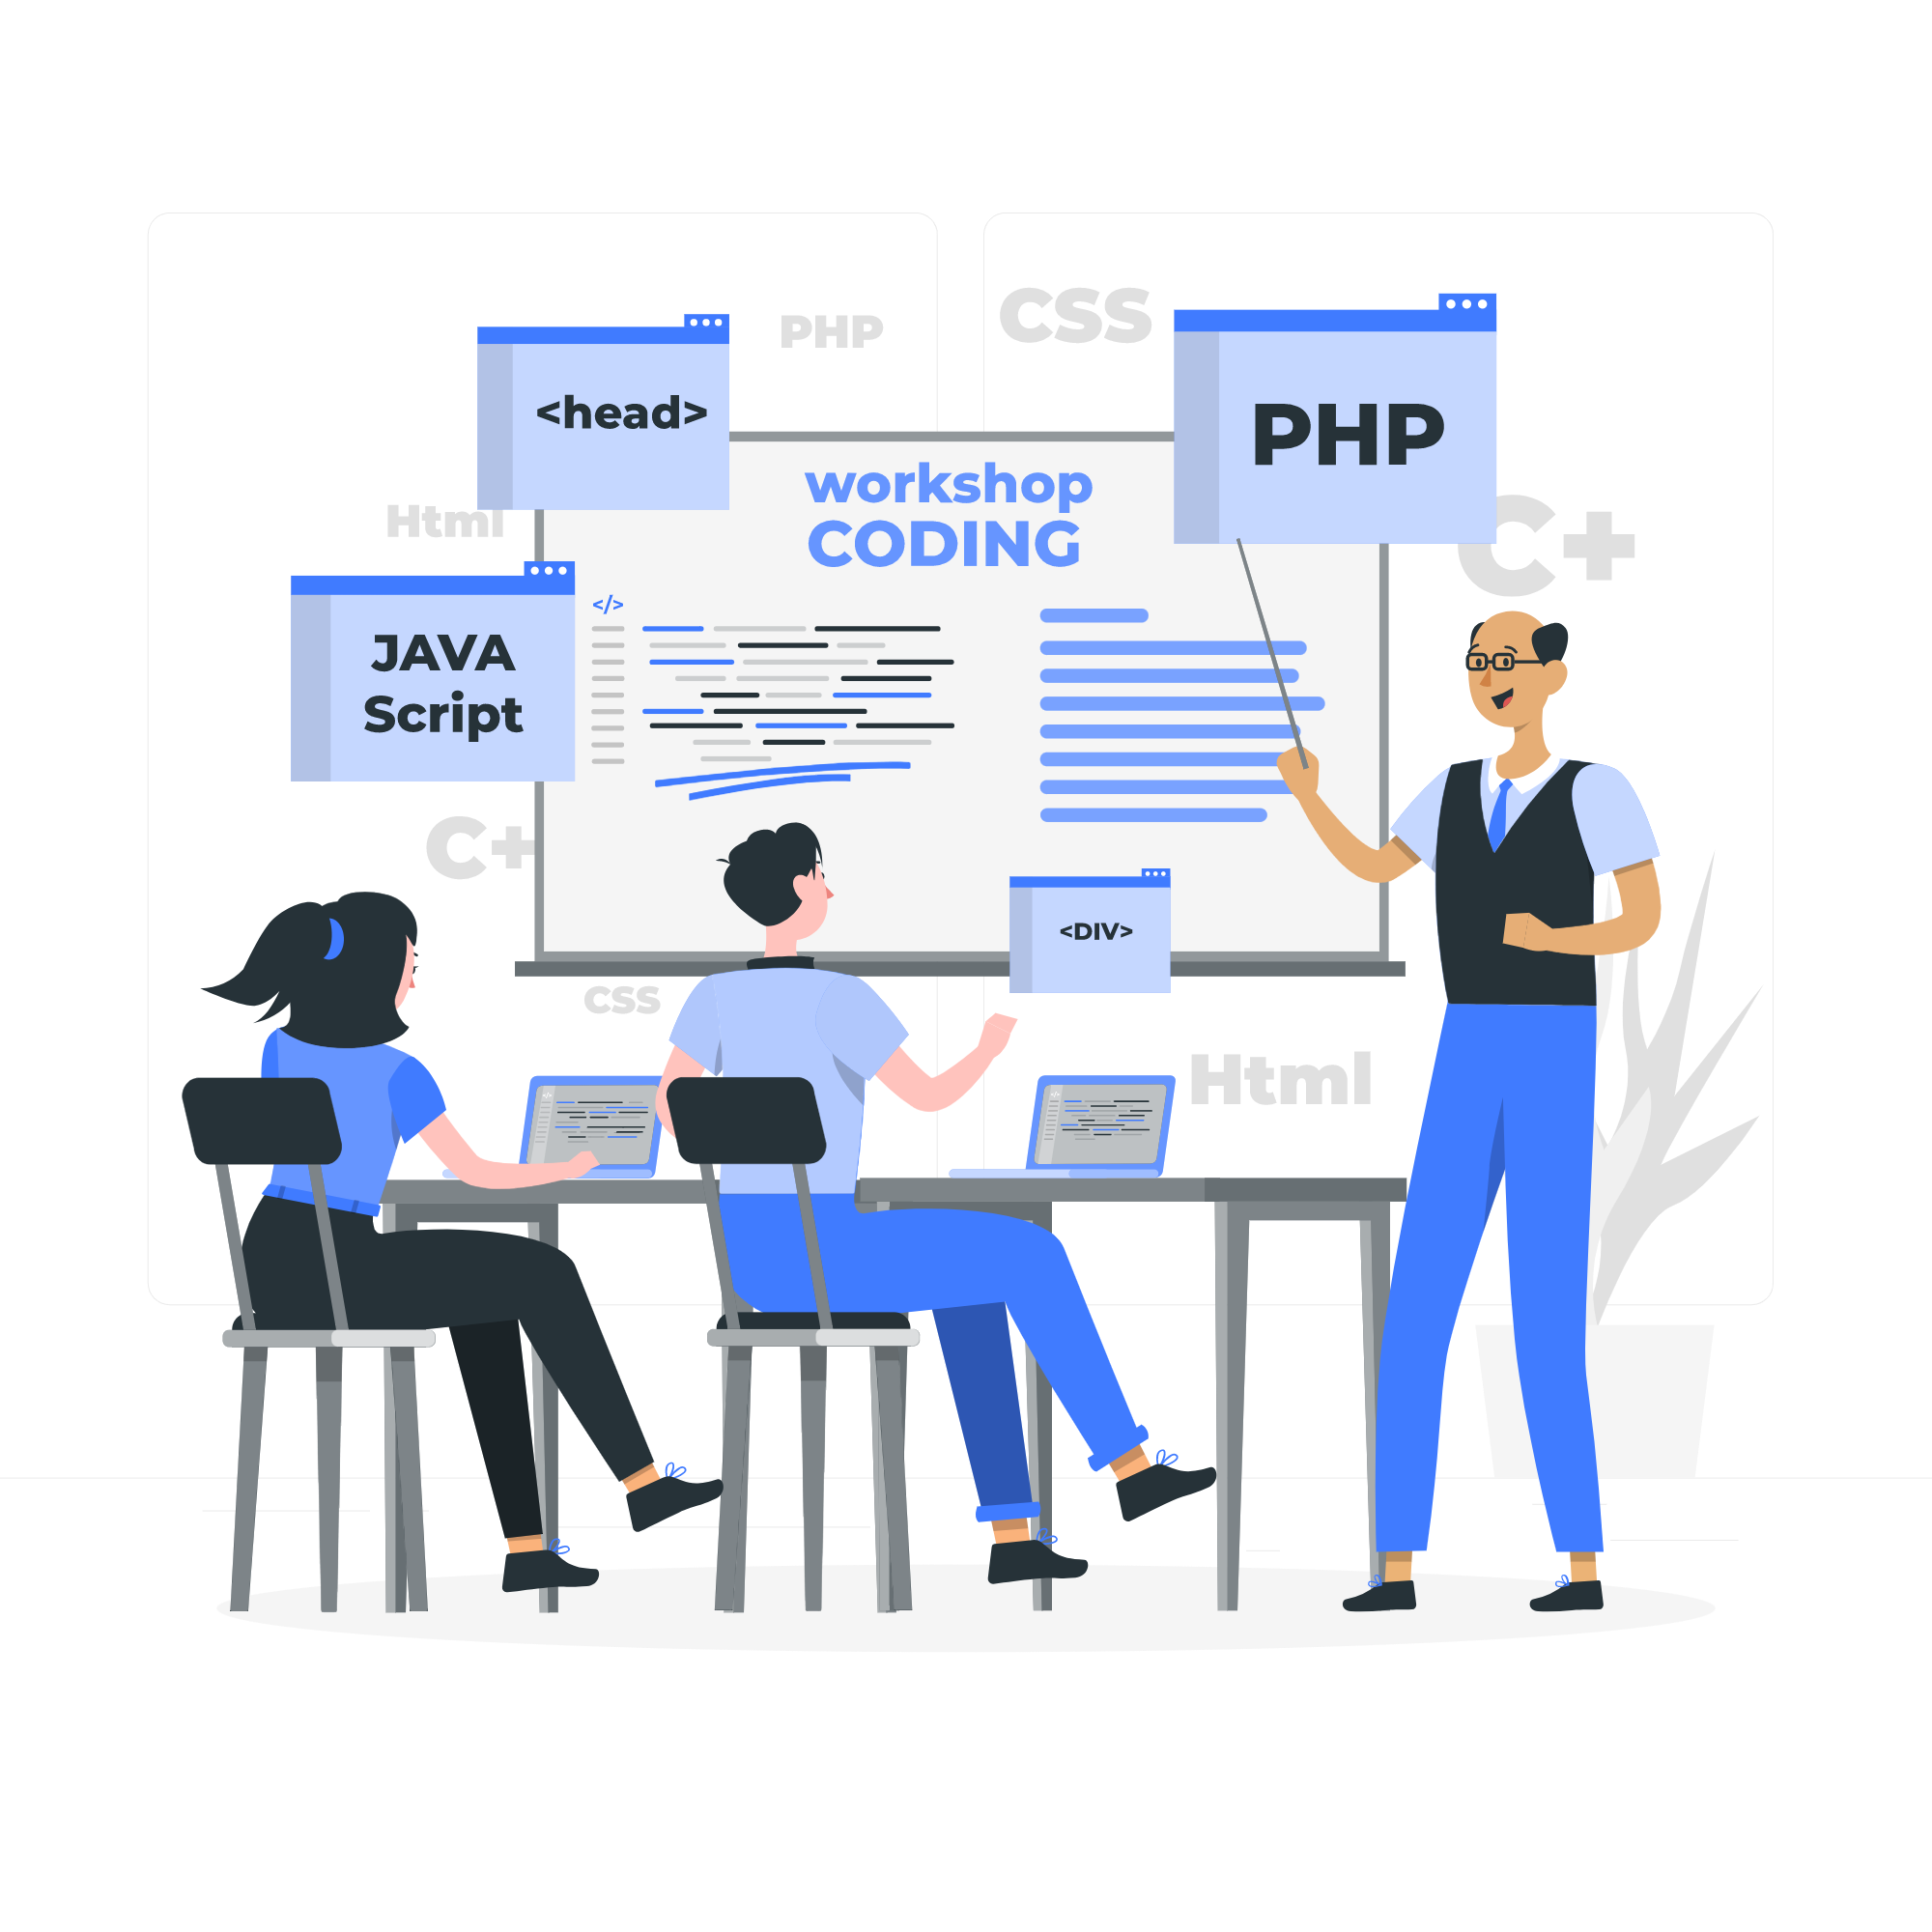 PHP
CSS
<head>
PHP
workshop
CODING
Html
C+
</>
JAVA
Script
C+
<DIV>
CSS
Html